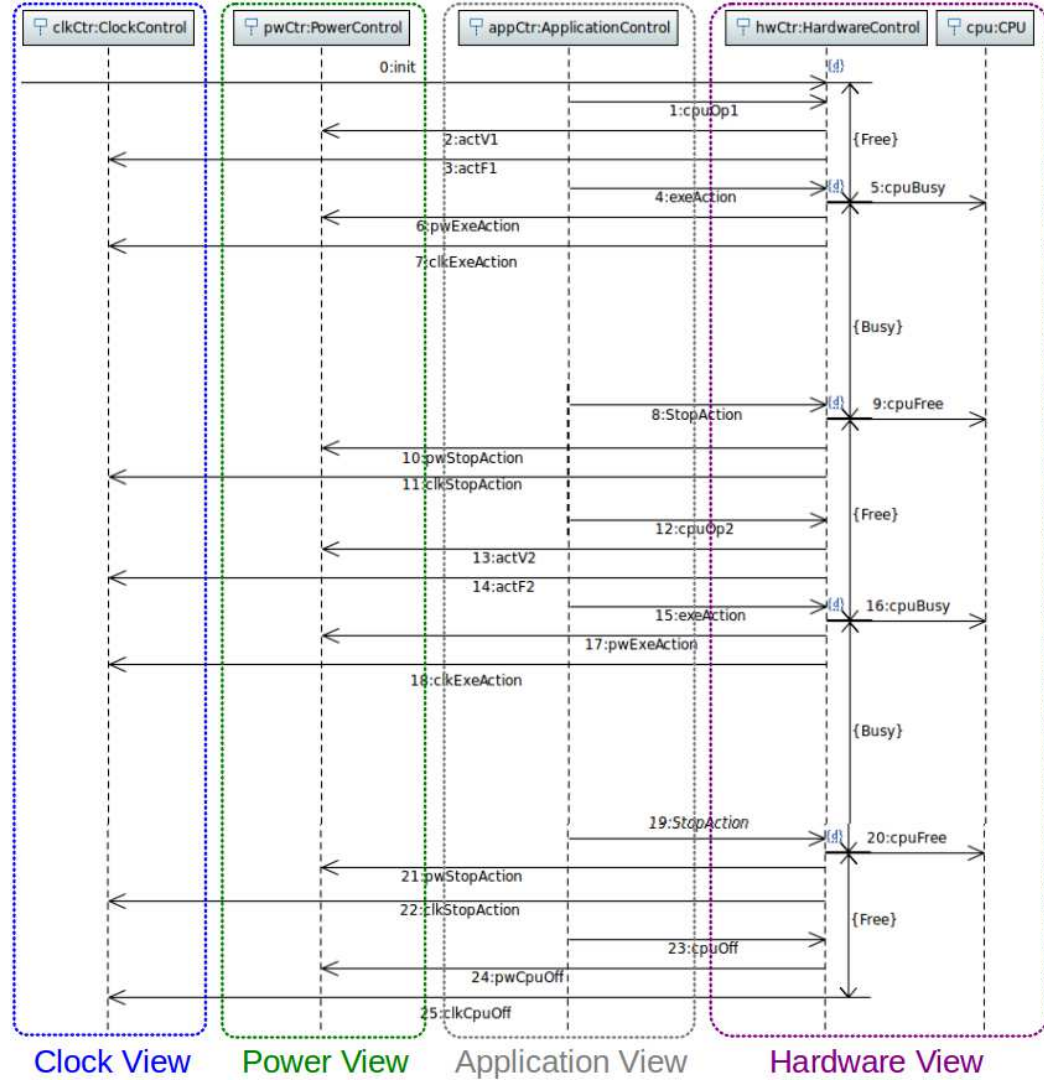 clkCtr:ClockControl
pwCtr:PowerControl
appCtr:ApplicationControl
hwCtr:HardwareControl
cpu:CPU
0:init
{d}
1:cpuOp1
2:actV1
{Free}
3:actF1
4:exeAction
{d}
5:cpuBusy
6:pwExeAction
7:clkExeAction
{Busy}
8:StopAction
{d}
9:cpuFree
10:pwStopAction
11:clkStopAction
{Free}
12:cpuOp2
13:actV2
14:actF2
15:exeAction
{d}
16:cpuBusy
17:pwExeAction
18:clkExeAction
{Busy}
19:StopAction
{d}
20:cpuFree
21:pwStopAction
22:clkStopAction
{Free}
23:cpuOff
24:pwCpuOff
25:clkCpuOff
Clock View
Power View
Application View
Hardware View